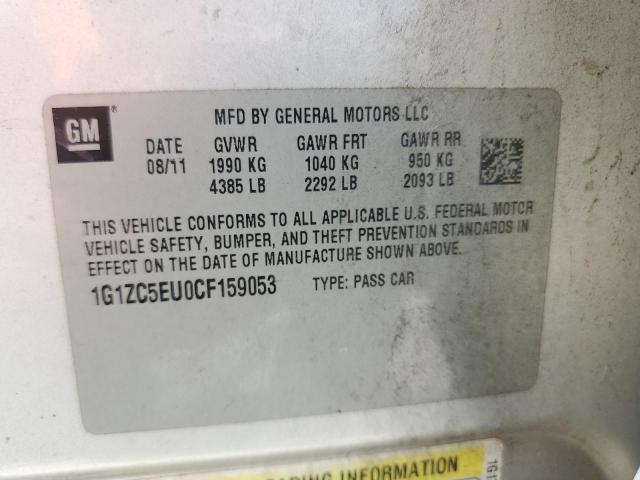 GM
MFD BY GENERAL MOTORS LLC
DATE GVWR GAWR FRT GAWR RR
08/11 1990 KG 1040 KG 950 KG
4385 LB 2292 LB 2093 LB
THIS VEHICLE CONFORMS TO ALL APPLICABLE U.S. FEDERAL MOTOR
VEHICLE SAFETY, BUMPER, AND THEFT PREVENTION STANDARDS IN
EFFECT ON THE DATE OF MANUFACTURE SHOWN ABOVE.
1G1ZC5EU0CF159053 TYPE: PASS CAR
INFORMATION